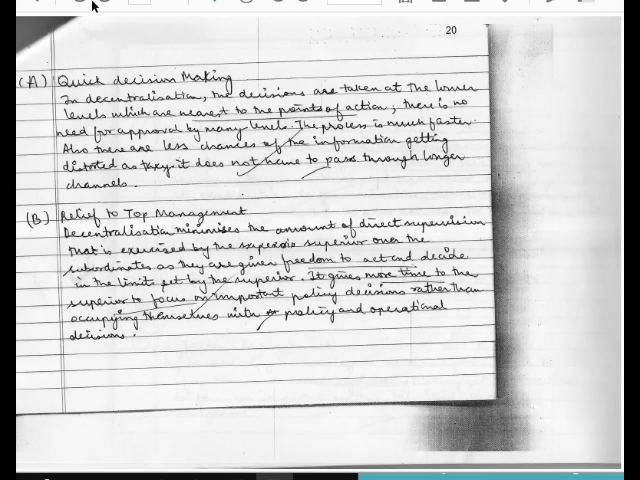 20
(A) Quick decision Making
In decentralisation, the decisions are taken at the lower
levels which are nearest to the points of action, there is no
need for approval by many levels. The process is much faster.
Also there are less chances of the information getting
distorted as it does not have to pass through longer
channels.
(B) Relief to Top Management
Decentralisation minimises the amount of direct supervision
that is exercised by the superior over the
subordinates as they are given freedom to act and decide
in the limits set by the superior. It gives more time to the
superior to focus on important policy decisions rather than
occupying themselves with policy and operational
decisions.